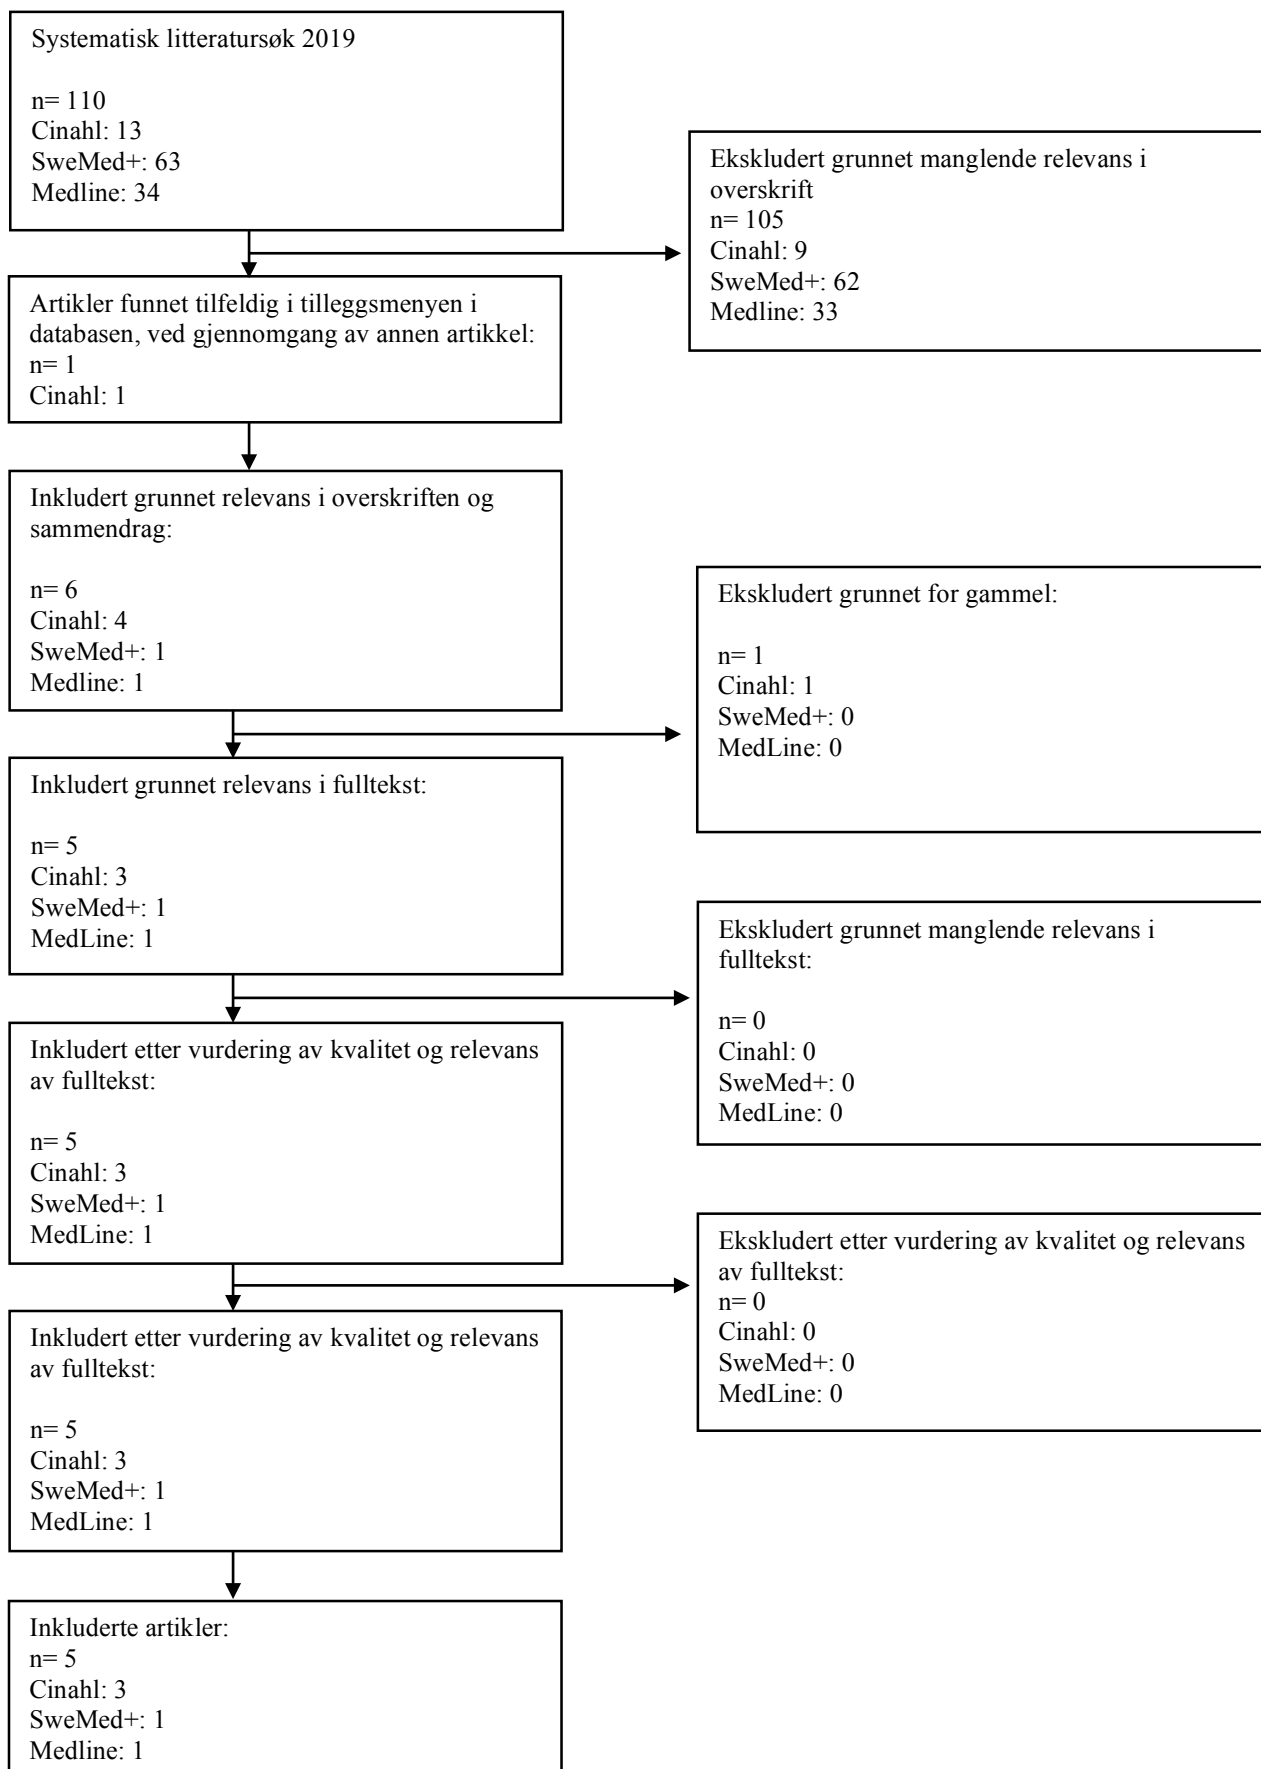 Systematisk litteratursøk 2019
n= 110
Cinahl: 13
SweMed+: 63
Medline: 34
Ekskludert grunnet manglende relevans i
overskrift
n= 105
Cinahl: 9
SweMed+: 62
Medline: 33
Artikler funnet tilfeldig i tilleggsmenyen i
databasen, ved gjennomgang av annen artikkel:
n= 1
Cinahl: 1
Inkludert grunnet relevans i overskriften og
sammendrag:
n= 6
Cinahl: 4
SweMed+: 1
Medline: 1
Ekskludert grunnet for gammel:
n= 1
Cinahl: 1
SweMed+: 0
MedLine: 0
Inkludert grunnet relevans i fulltekst:
n= 5
Cinahl: 3
SweMed+: 1
MedLine: 1
Ekskludert grunnet manglende relevans i
fulltekst:
n= 0
Cinahl: 0
SweMed+: 0
MedLine: 0
Inkludert etter vurdering av kvalitet og relevans
av fulltekst:
n= 5
Cinahl: 3
SweMed+: 1
MedLine: 1
Ekskludert etter vurdering av kvalitet og relevans
av fulltekst:
n= 0
Cinahl: 0
SweMed+: 0
MedLine: 0
Inkludert etter vurdering av kvalitet og relevans
av fulltekst:
n= 5
Cinahl: 3
SweMed+: 1
MedLine: 1
Inkluderte artikler:
n= 5
Cinahl: 3
SweMed+: 1
Medline: 1